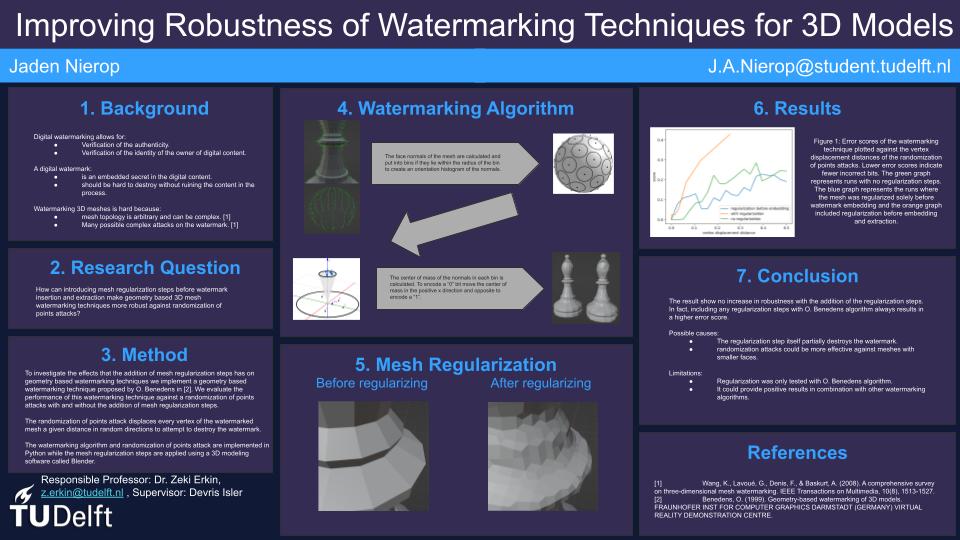 Improving Robustness of Watermarking Techniques for 3D Models
Jaden Nierop
J.A.Nierop@student.tudelft.nl
1. Background
Digital watermarking allows for:
● Verification of the authenticity.
● Verification of the identity of the owner of digital content.
A digital watermark:
● is an embedded secret in the digital content.
● should be hard to destroy without ruining the content in the
process.
Watermarking 3D meshes is hard because:
● mesh topology is arbitrary and can be complex. [1]
● Many possible complex attacks on the watermark. [1]
2. Research Question
How can introducing mesh regularization steps before watermark
insertion and extraction make geometry based 3D mesh
watermarking techniques more robust against randomization of
points attacks?
3. Method
To investigate the effects that the addition of mesh regularization steps has on
geometry based watermarking techniques we implement a geometry based
watermarking technique proposed by O. Benedens in [2]. We evaluate the
performance of this watermarking technique against a randomization of points
attacks with and without the addition of mesh regularization steps.
The randomization of points attack displaces every vertex of the watermarked
mesh a given distance in random directions to attempt to destroy the watermark.
The watermarking algorithm and randomization of points attack are implemented in
Python while the mesh regularization steps are applied using a 3D modeling
software called Blender.
Responsible Professor: Dr. Zeki Erkin,
z.erkin@tudelft.nl , Supervisor: Devris Isler
TUDelft
4. Watermarking Algorithm
The face normals of the mesh are calculated and
put into bins if they lie within the radius of the bin
to create an orientation histogram of the normals.
The center of mass of the normals in each bin is
calculated. To encode a "0" bit move the center of
mass in the positive x direction and opposite to
encode a "1".
5. Mesh Regularization
Before regularizing
After regularizing
6. Results
0.4
0.3
0.2
0.1
0.0
0.0 0.1 0.2 0.3 0.4 0.5
vertex displacement distance
regularization before embedding
with regularization
no regularization
Figure 1: Error scores of the watermarking
technique plotted against the vertex
displacement distances of the randomization
of points attacks. Lower error scores indicate
fewer incorrect bits. The green graph
represents runs with no regularization steps.
The blue graph represents the runs where
the mesh was regularized solely before
watermark embedding and the orange graph
included regularization before embedding
and extraction.
7. Conclusion
The result show no increase in robustness with the addition of the regularization steps.
In fact, including any regularization steps with O. Benedens algorithm always results in
a higher error score.
Possible causes:
● The regularization step itself partially destroys the watermark.
● randomization attacks could be more effective against meshes with
smaller faces.
Limitations:
● Regularization was only tested with O. Benedens algorithm.
● It could provide positive results in combination with other watermarking
algorithms.
References
[1] Wang, K., Lavoué, G., Denis, F., & Baskurt, A. (2008). A comprehensive survey
on three-dimensional mesh watermarking. IEEE Transactions on Multimedia, 10(8), 1513-1527.
[2] Benedens, O. (1999). Geometry-based watermarking of 3D models.
FRAUNHOFER INST FOR COMPUTER GRAPHICS DARMSTADT (GERMANY) VIRTUAL
REALITY DEMONSTRATION CENTRE.